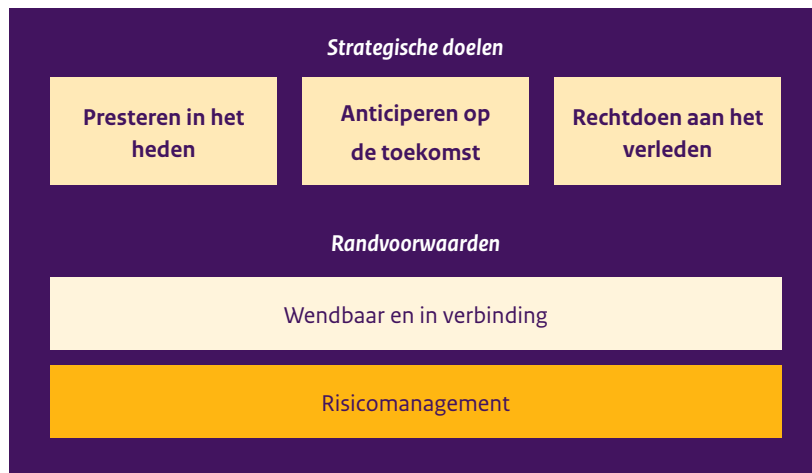 Strategische doelen
Presteren in het
heden
Anticiperen op
de toekomst
Rechtdoen aan het
verleden
Randvoorwaarden
Wendbaar en in verbinding
Risicomanagement